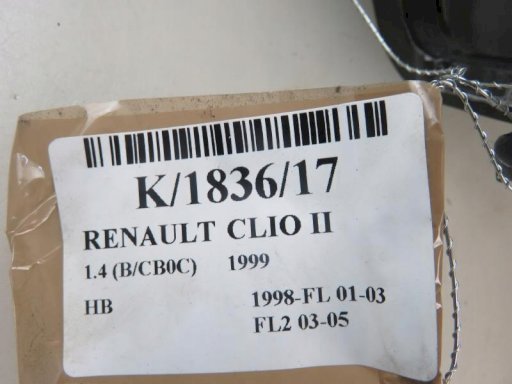 K/1836/17
RENAULT CLIO II
1.4 (B/CB0C) 1999
HB 1998-FL 01-03
FL2 03-05